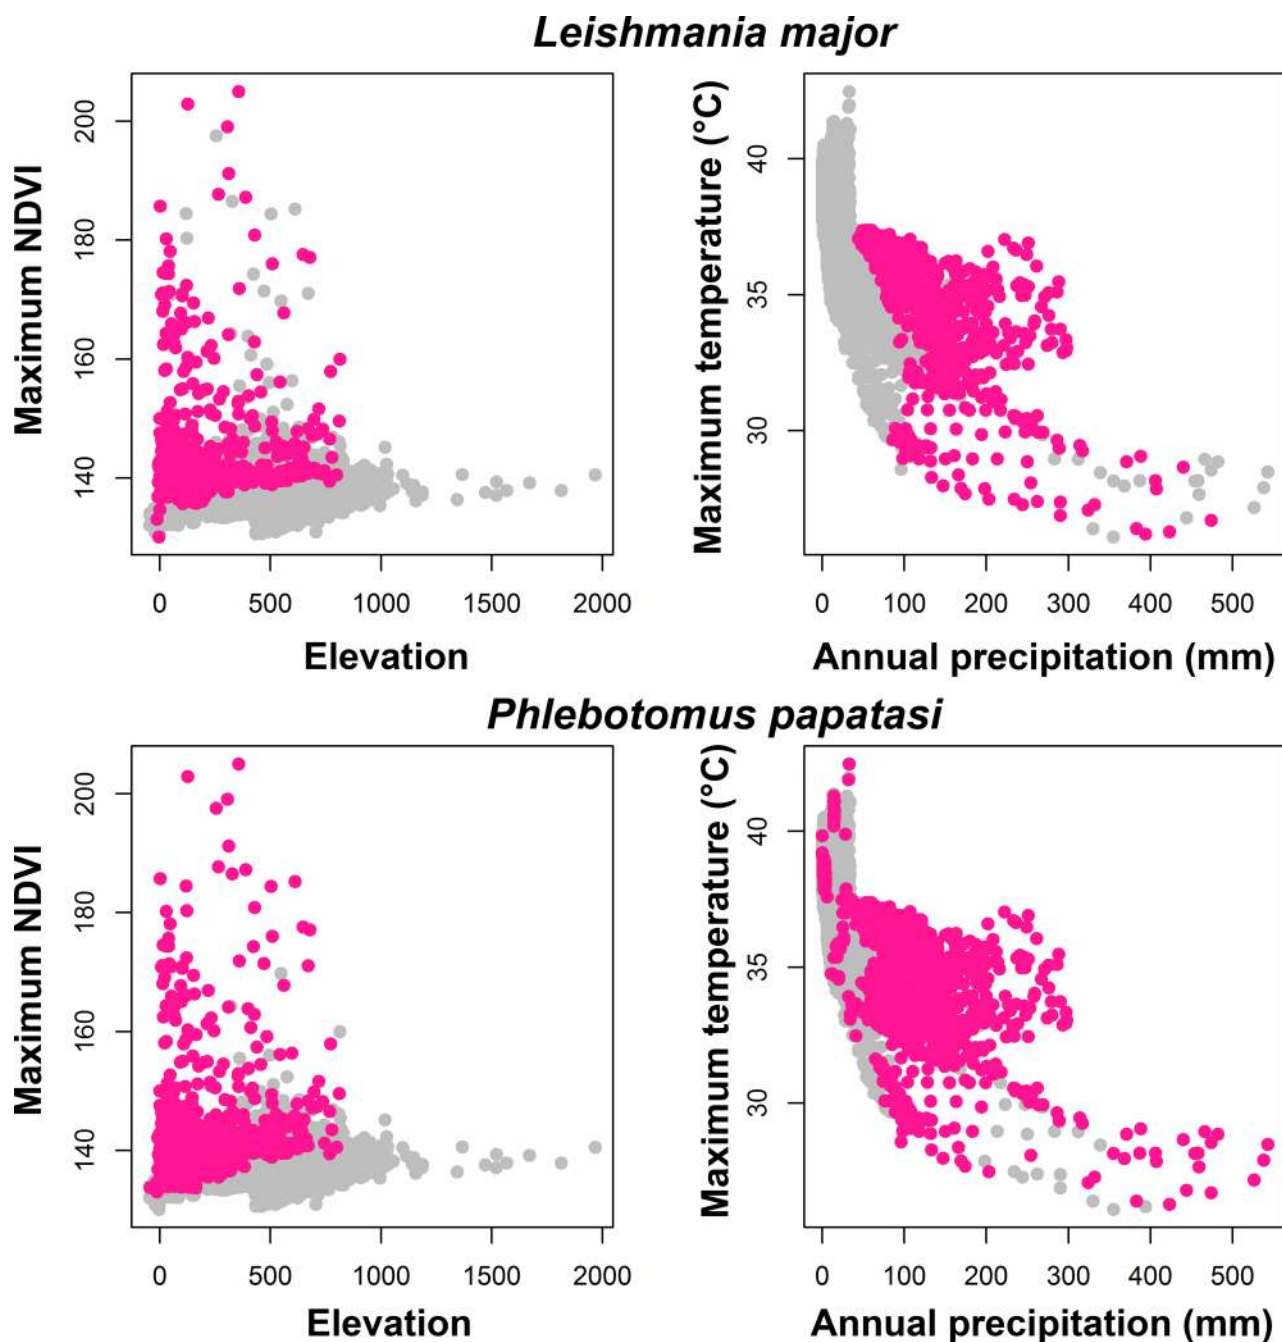 Leishmania major
Maximum NDVI
200
180
160
140
0 500 1000 1500 2000
Elevation
Maximum temperature (°C)
40
35
30
0 100 200 300 400 500
Annual precipitation (mm)
Phlebotomus papatasi
Maximum NDVI
200
180
160
140
0 500 1000 1500 2000
Elevation
Maximum temperature (°C)
40
35
30
0 100 200 300 400 500
Annual precipitation (mm)